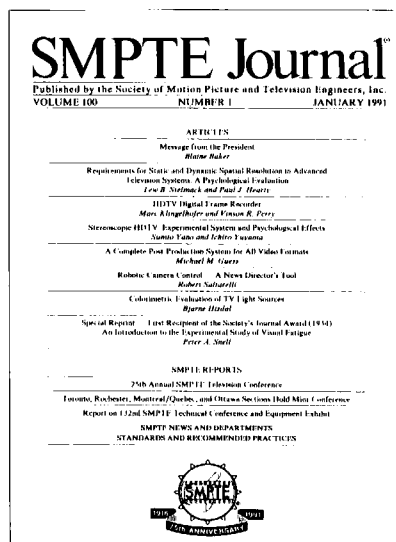 SMPTE Journal®
Published by the Society of Motion Picture and Television Engineers, Inc.
VOLUME 100 NUMBER 1 JANUARY 1991
ARTICLES
Message from the President
Blaine Baker
Requirements for Static and Dynamic Spatial Resolution in Advanced
Television Systems: A Psychological Evaluation
Lew B. Stelmach and Paul J. Hearty
HDTV Digital Frame Recorder
Marc Klingelhofer and Vinson R. Perry
Stereoscopic HDTV: Experimental System and Psychological Effects
Sumio Yano and Ichiro Yuyama
A Complete Post Production System for All Video Formats
Michael M. Guess
Robotic Camera Control A News Director's Tool
Robert Saltarelli
Colorimetric Evaluation of TV Light Sources
Bjarne Hisdal
Special Reprint First Recipient of the Society's Journal Award (1934)
An Introduction to the Experimental Study of Visual Fatigue
Peter A. Snell
SMPTE REPORTS
25th Annual SMPTE Television Conference
Toronto, Rochester, Montreal/Quebec, and Ottawa Sections Hold Mini Conference
Report on 132nd SMPTE Technical Conference and Equipment Exhibit
SMPTE NEWS AND DEPARTMENTS
STANDARDS AND RECOMMENDED PRACTICES
SMPTE
1916 1991
75th ANNIVERSARY